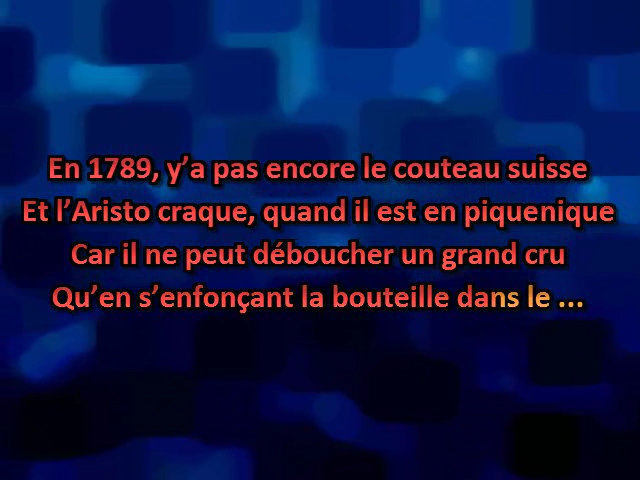 En 1789, y’a pas encore le couteau suisse
Et l’Aristo craque, quand il est en piquenique
Car il ne peut déboucher un grand cru
Qu’en s’enfonçant la bouteille dans le ...